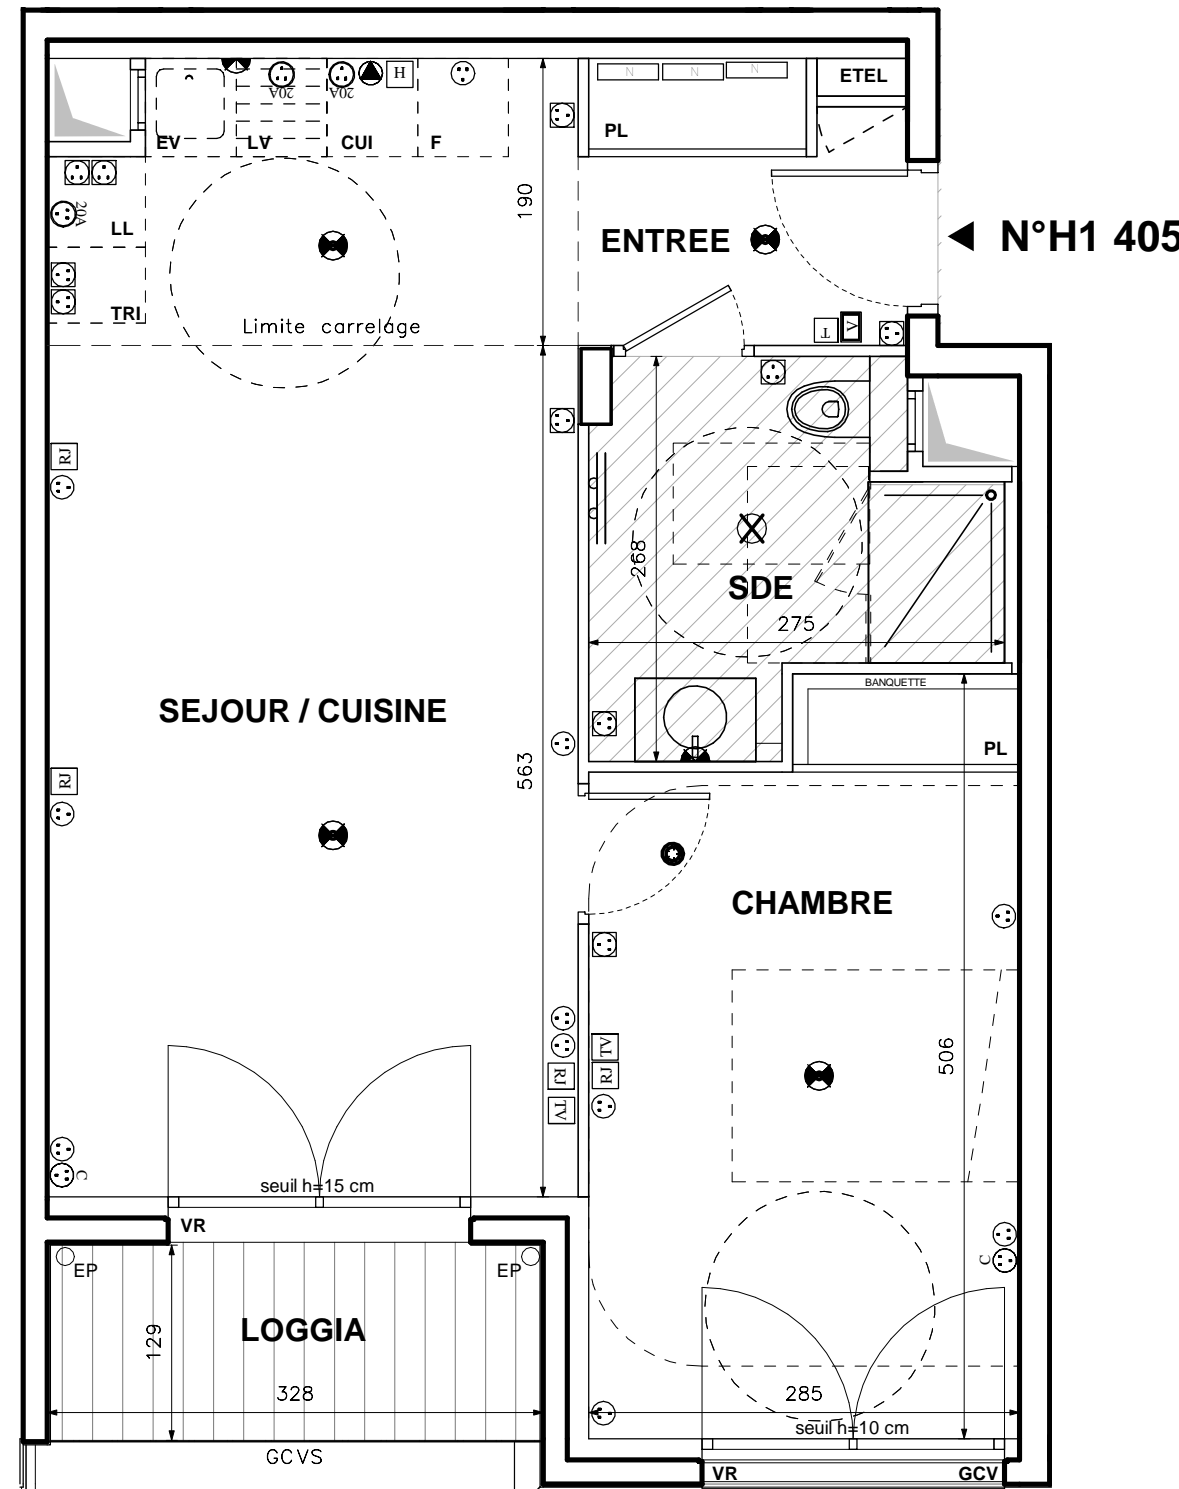 H
N N N
ETEL
20A 20A
EV LV CUI F PL
190
LL
20A
ENTREE
N°H1 405
TRI
Limite carrelage
T A
RJ
268
SDE
275
BANQUETTE
SEJOUR / CUISINE
PL
RJ
563
CHAMBRE
TV
RJ
RJ
TV
506
C
seuil h=15 cm
VR
C
EP EP
LOGGIA
129
328
285
seuil h=10 cm
GCVS
VR GCV